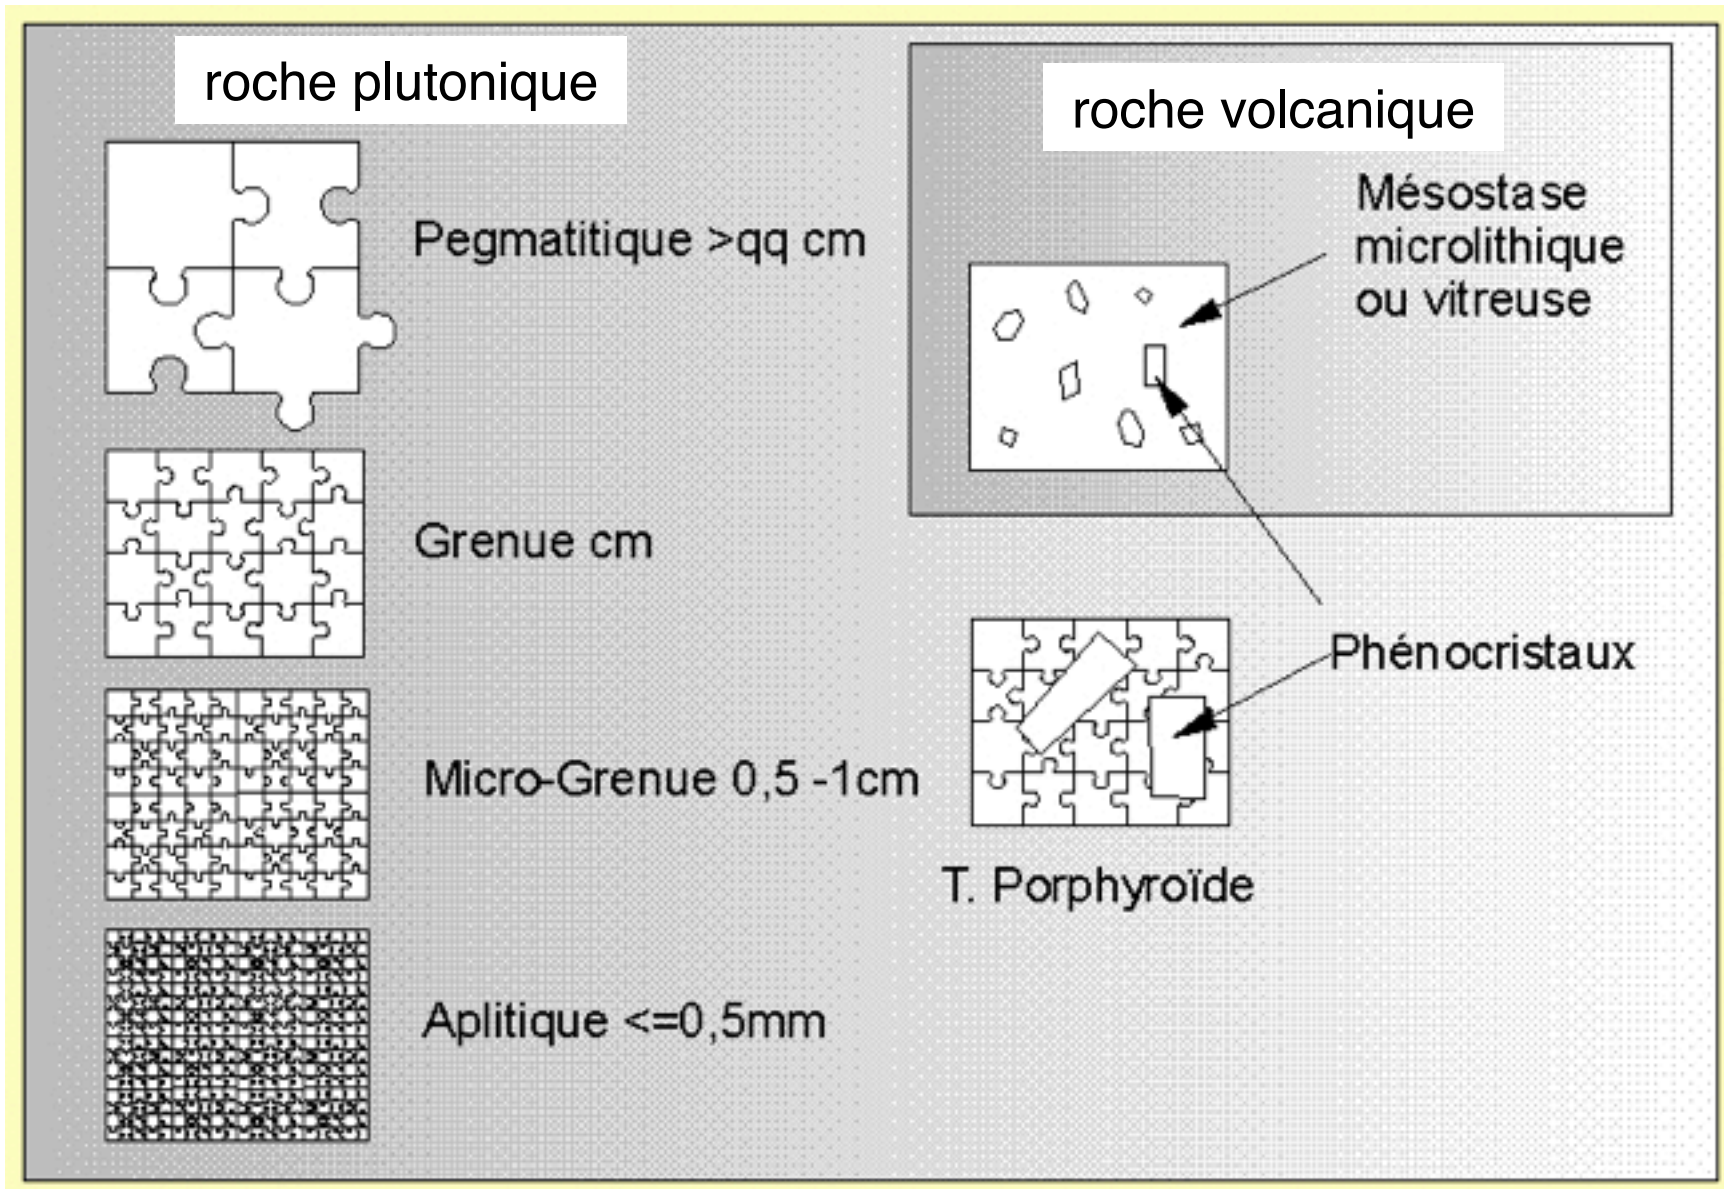 roche plutonique
Pegmatitique >qq cm
Grenue cm
Micro-Grenue 0,5 -1cm
Aplitique <=0,5mm
roche volcanique
Mésostase
microlithique
ou vitreuse
Phénocristaux
T. Porphyroïde